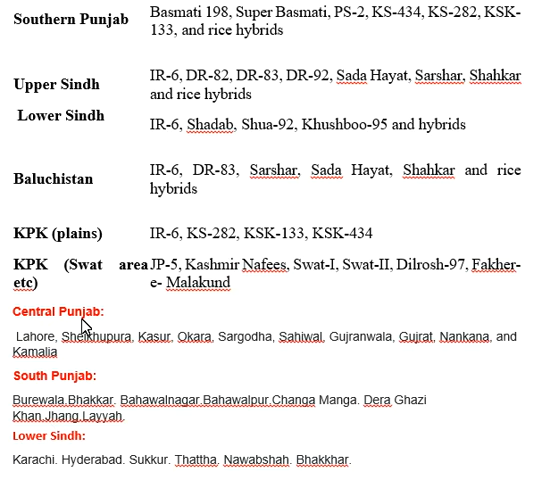 Southern Punjab Basmati 198, Super Basmati, PS-2, KS-434, KS-282, KSK-
133, and rice hybrids
Upper Sindh IR-6, DR-82, DR-83, DR-92, Sada Hayat, Sarshar, Shahkar
and rice hybrids
Lower Sindh
IR-6, Shadab, Shua-92, Khushboo-95 and hybrids
Baluchistan IR-6, DR-83, Sarshar, Sada Hayat, Shahkar and rice
hybrids
KPK (plains) IR-6, KS-282, KSK-133, KSK-434
KPK (Swat area JP-5, Kashmir Nafees, Swat-I, Swat-II, Dilrosh-97, Fakher-
etc) e- Malakund
Central Punjab:
Lahore, Sheikhupura, Kasur, Okara, Sargodha, Sahiwal, Gujranwala, Gujrat, Nankana, and
Kamalia
South Punjab:
Burewala.Bhakkar. Bahawalnagar.Bahawalpur.Changa Manga. Dera Ghazi
Khan.Jhang.Layyah.
Lower Sindh:
Karachi. Hyderabad. Sukkur. Thattha. Nawabshah. Bhakkhar.